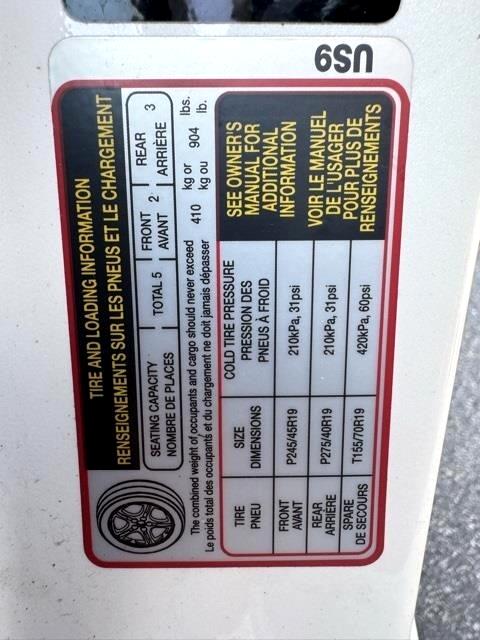 US9
TIRE AND LOADING INFORMATION
RENSEIGNEMENTS SUR LES PNEUS ET LE CHARGEMENT
SEATING CAPACITY TOTAL 5 FRONT 2 REAR 3
NOMBRE DE PLACES AVANT ARRIÈRE
The combined weight of occupants and cargo should never exceed 410 kg or 904 lbs.
Le poids total des occupants et du chargement ne doit jamais dépasser kg ou lb.
TIRE SIZE COLD TIRE PRESSURE
PNEU DIMENSIONS PRESSION DES
PNEUS À FROID
FRONT P245/45R19 210kPa, 31psi
AVANT
REAR P275/40R19 210kPa, 31psi
ARRIÈRE
SPARE T155/70R19 420kPa, 60psi
DE SECOURS
SEE OWNER'S
MANUAL FOR
ADDITIONAL
INFORMATION
VOIR LE MANUEL
DE L'USAGER
POUR PLUS DE
RENSEIGNEMENTS